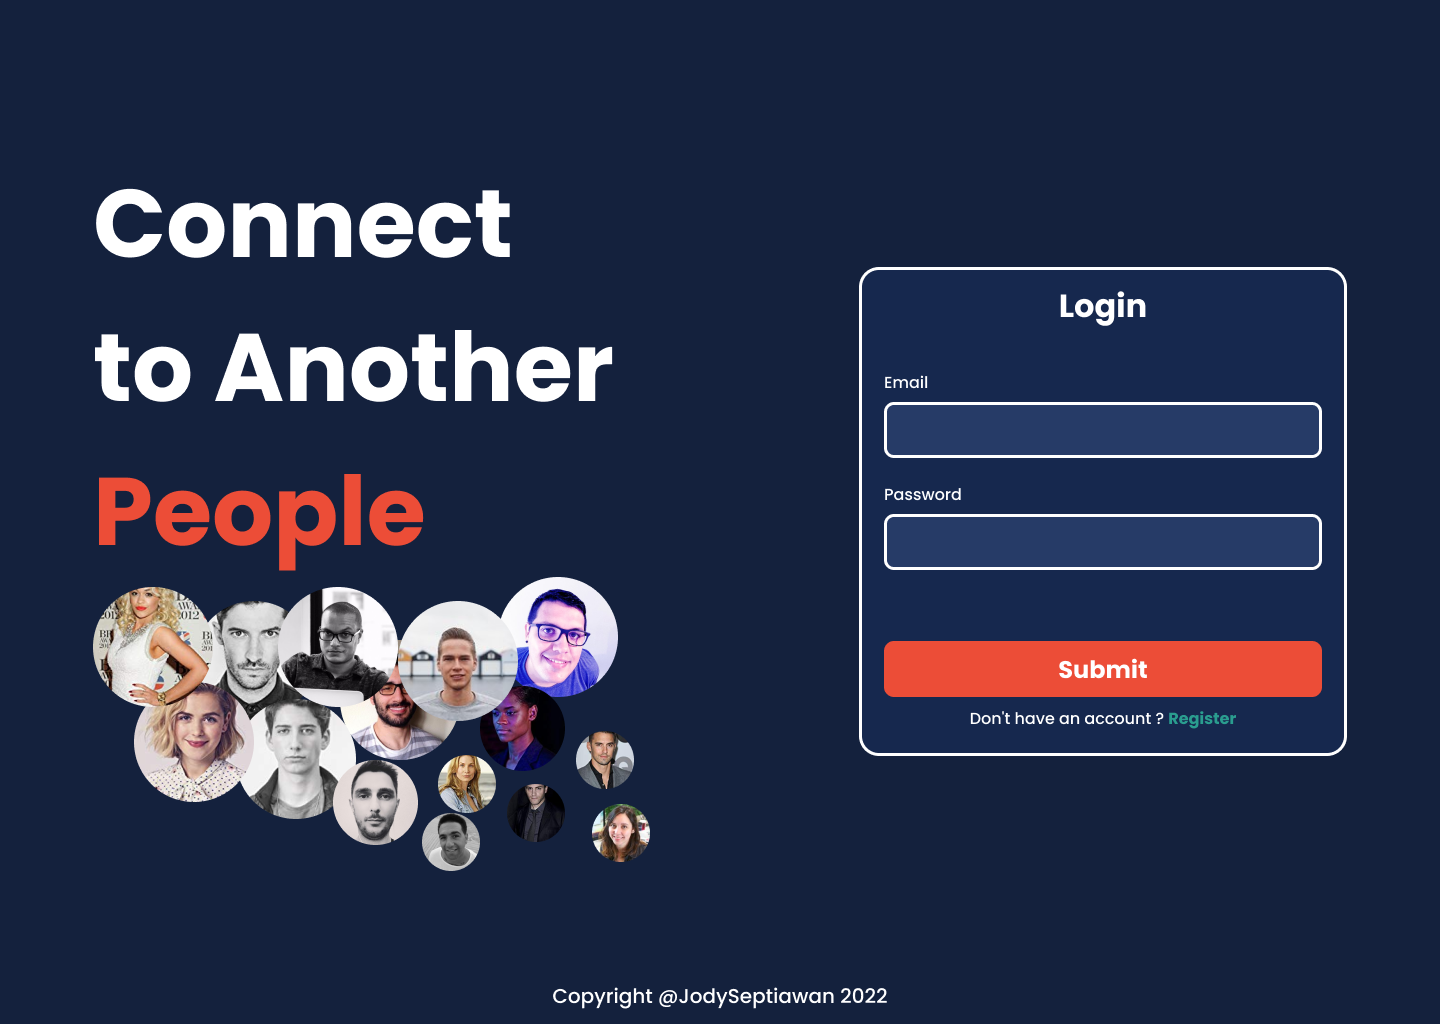 Connect
to Another
People
Login
Email
Password
Submit
Don't have an account ? Register
Copyright @JodySeptiawan 2022